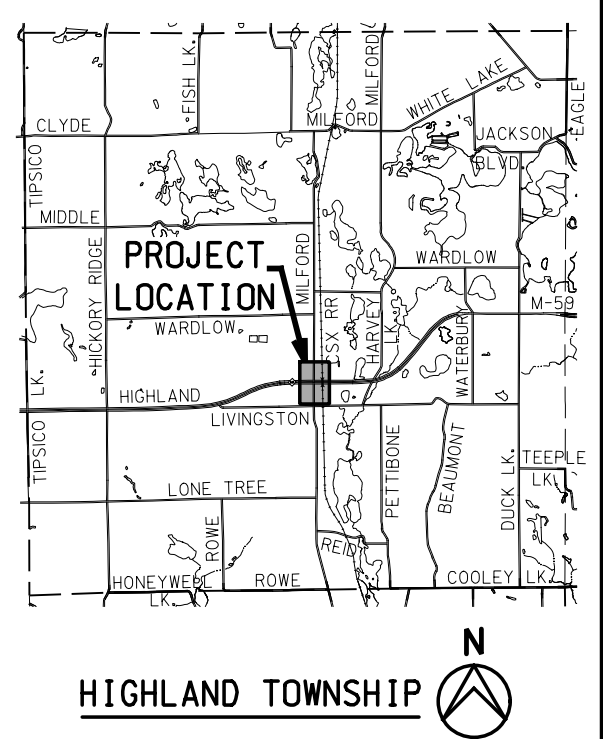 FISH LK.
MILFORD
MILFORD
WHITE LAKE
EAGLE
CLYDE
MILFORD
JACKSON
BLVD
TIPSICO
MIDDLE
HICKORY RIDGE
PROJECT
LOCATION
MILFORD
WARDLOW
M-59
WARDLOW
CSX RR
HARVEY
LK.
WATERBURY
LK.
HIGHLAND
LIVINGSTON
TIPSICO
PETTIBONE
BEAUMONT
DUCK LK.
TEEPLE
LK.
LONE TREE
ROWE
REID
HONEYWELL
LK.
ROWE
COOLEY LK.
N
HIGHLAND TOWNSHIP